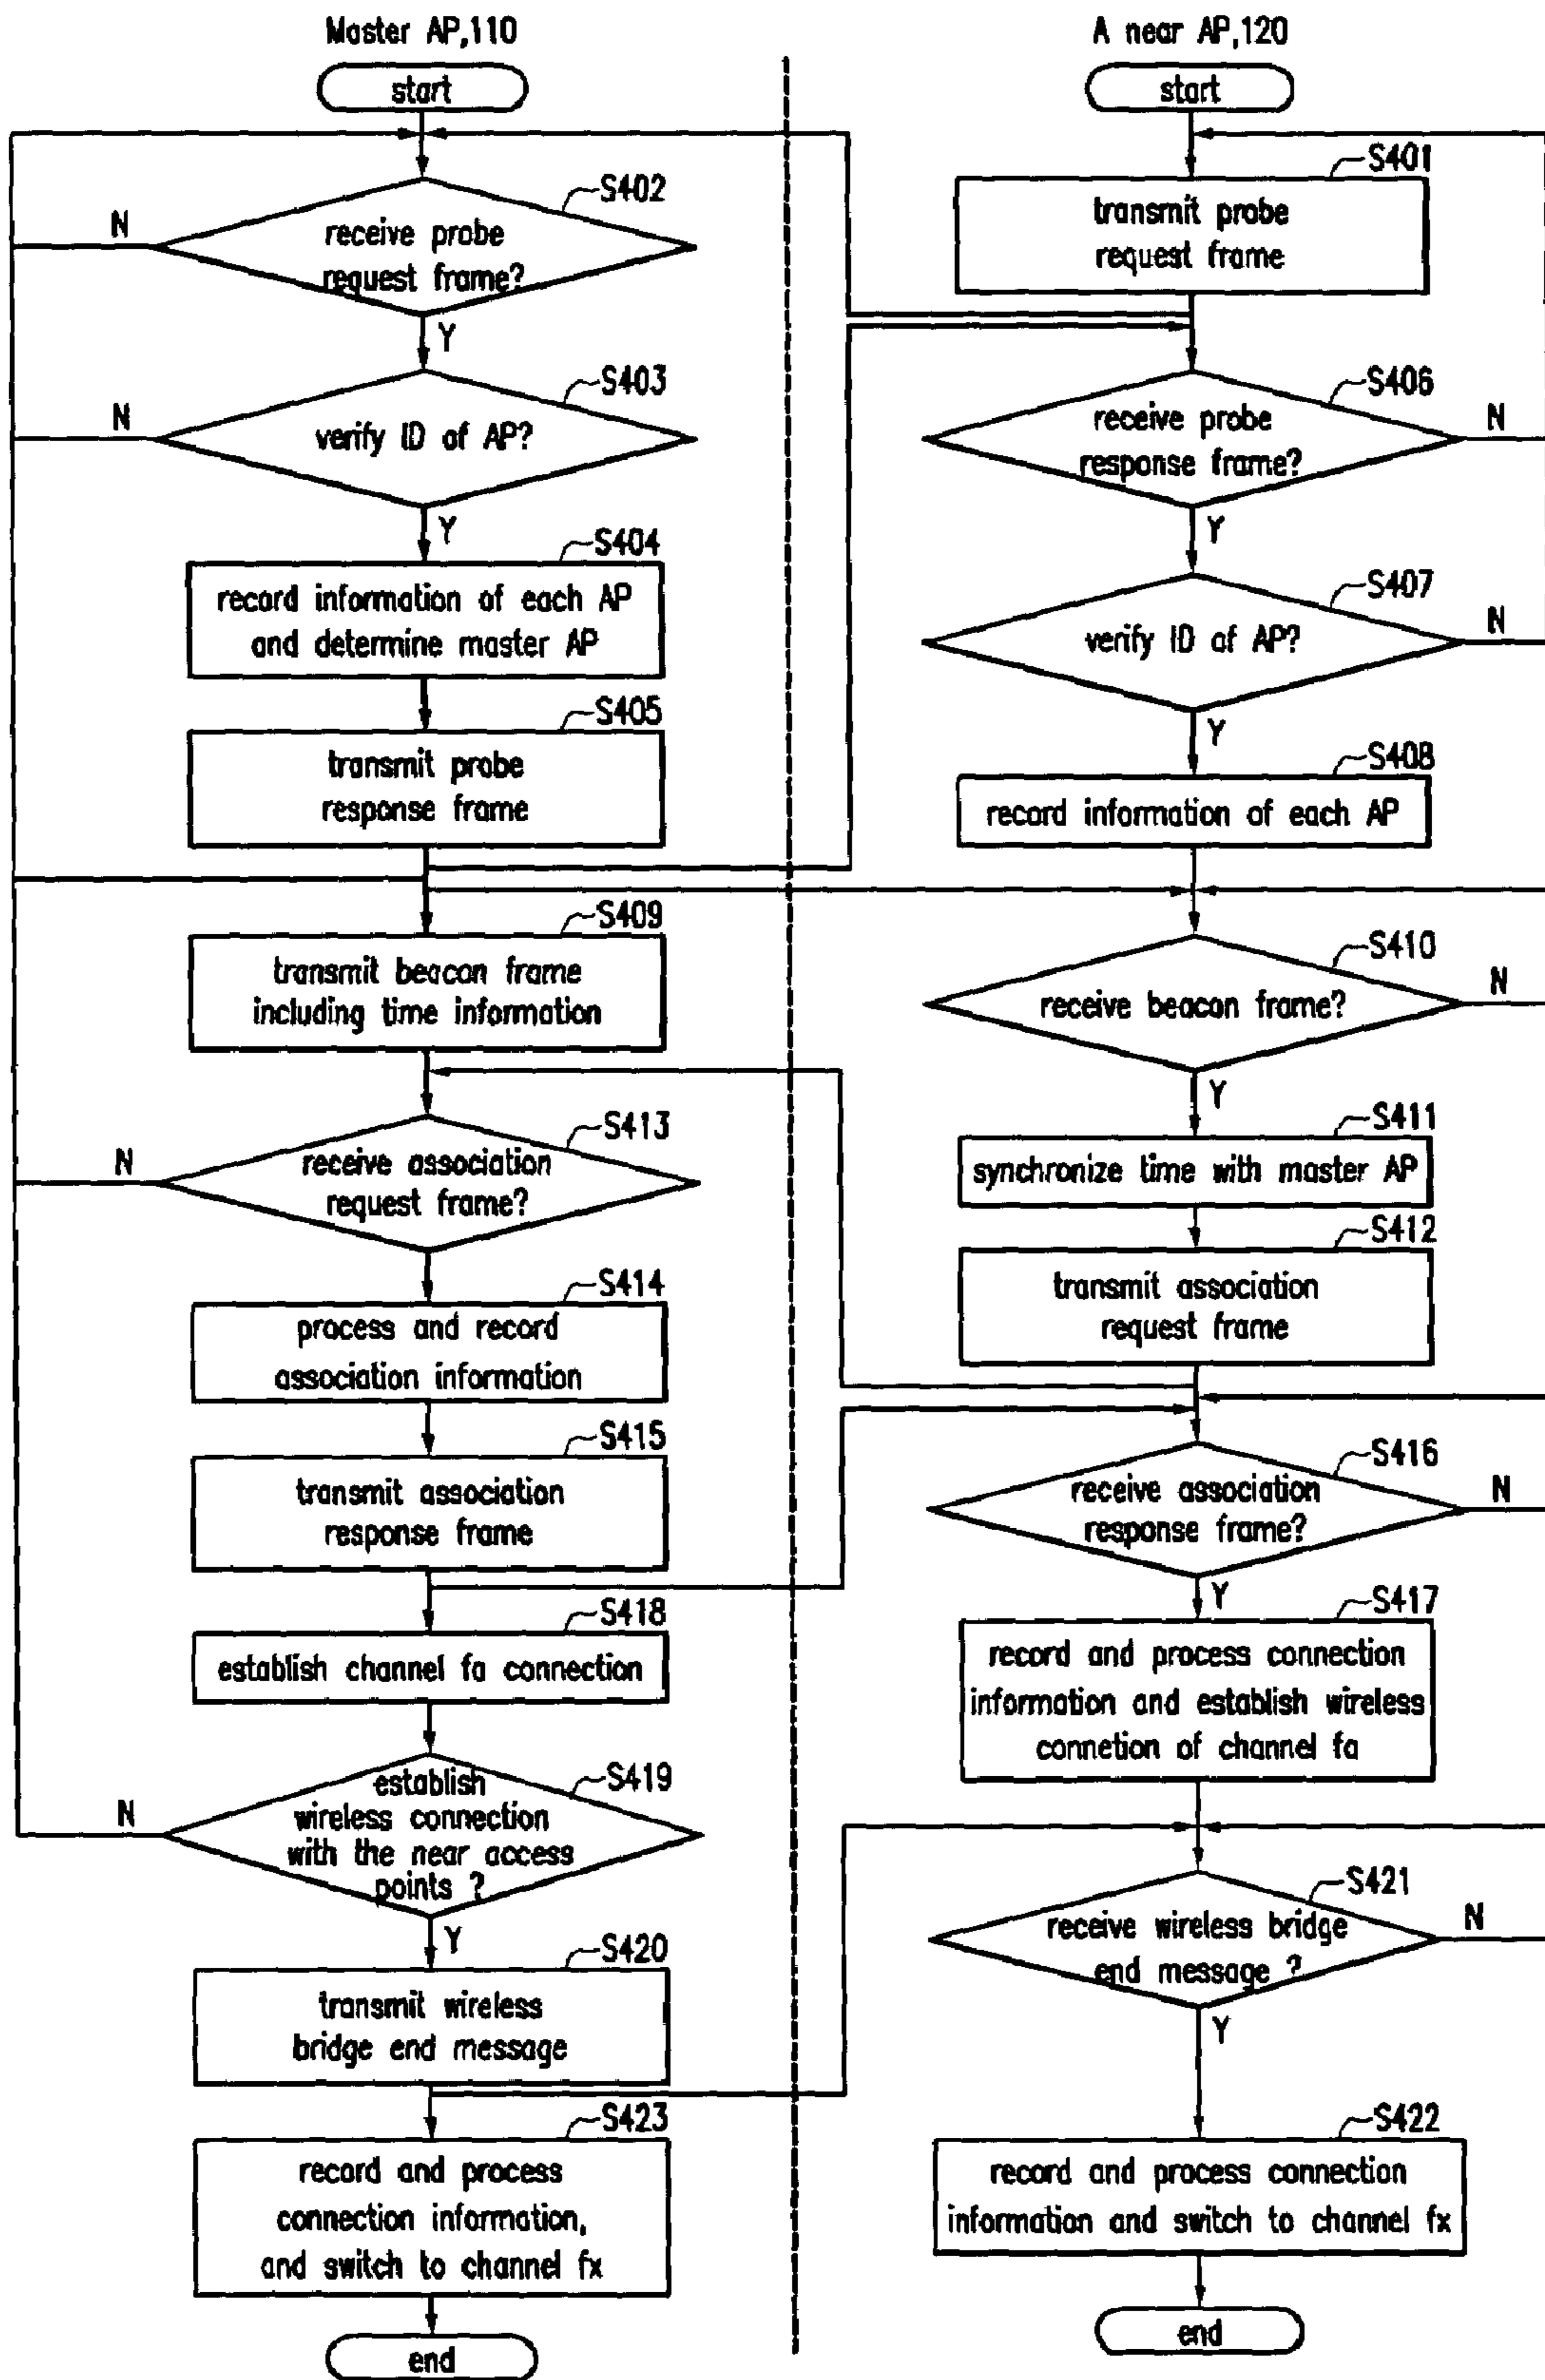 Master AP,110
start
S402
N
receive probe
request frame?
Y
S403
N
verify ID of AP?
Y
S404
record information of each AP
and determine master AP
S405
transmit probe
response frame
S409
transmit beacon frame
including time information
S413
N
receive association
request frame?
S414
process and record
association information
S415
transmit association
response frame
S418
establish channel fa connection
S419
N
establish
wireless connection
with the near access
points ?
Y
S420
transmit wireless
bridge end message
S423
record and process
connection information,
and switch to channel fx
end
A near AP,120
start
S401
transmit probe
request frame
S406
receive probe
response frame?
N
Y
S407
verify ID of AP?
N
Y
S408
record information of each AP
S410
receive beacon frame?
N
Y
S411
synchronize time with master AP
S412
transmit association
request frame
S416
receive association
response frame?
N
Y
S417
record and process connection
information and establish wireless
connetion of channel fa
S421
receive wireless bridge
end message ?
N
Y
S422
record and process connection
information and switch to channel fx
end